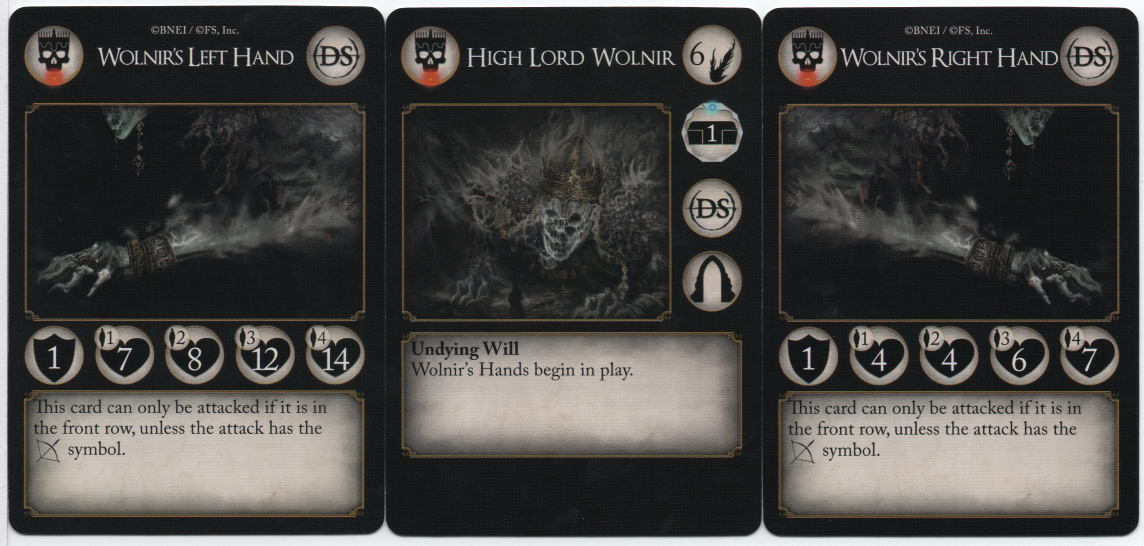 ©BNEI / ©FS, Inc.
WOLNIR'S LEFT HAND
DS
1
1
7
2
8
3
12
4
14
This card can only be attacked if it is in
the front row, unless the attack has the
symbol.
HIGH LORD WOLNIR
6
1
DS
Undying Will
Wolnir's Hands begin in play.
©BNEI / ©FS, Inc.
WOLNIR'S RIGHT HAND
DS
1
1
4
2
4
3
6
4
7
This card can only be attacked if it is in
the front row, unless the attack has the
symbol.